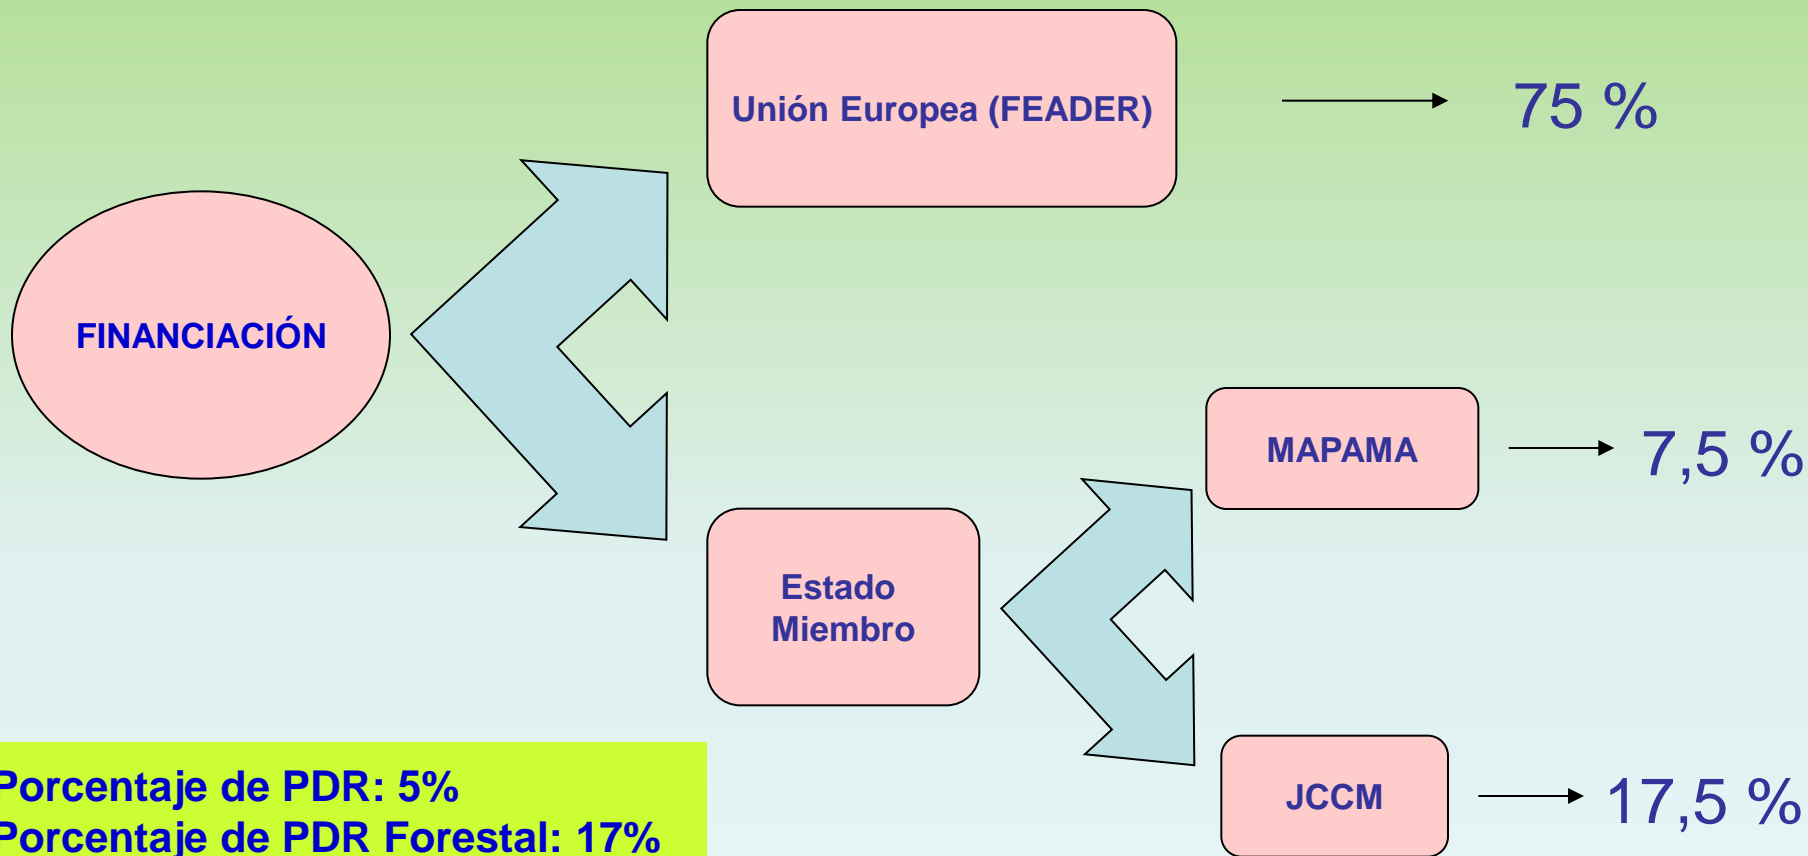 Unión Europea (FEADER)
75 %
FINANCIACIÓN
MAPAMA
7,5 %
Estado
Miembro
JCCM
17,5 %
Porcentaje de PDR: 5%
Porcentaje de PDR Forestal: 17%